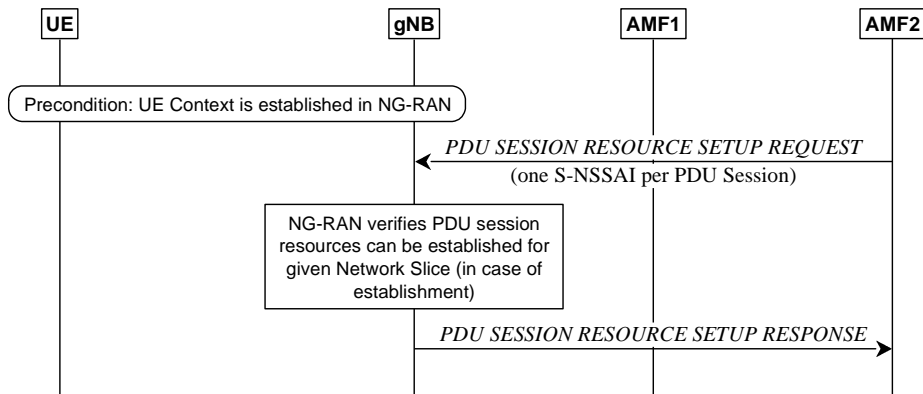 UE gNB AMF1 AMF2
Precondition: UE Context is established in NG-RAN
PDU SESSION RESOURCE SETUP REQUEST
(one S-NSSAI per PDU Session)
NG-RAN verifies PDU session
resources can be established for
given Network Slice (in case of
establishment)
PDU SESSION RESOURCE SETUP RESPONSE